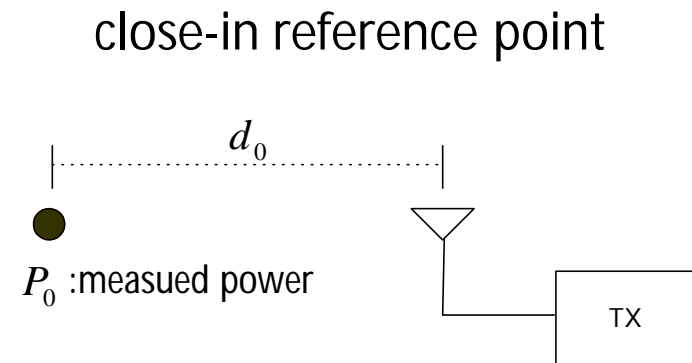 close-in reference point
d₀
P₀ :measued power
TX